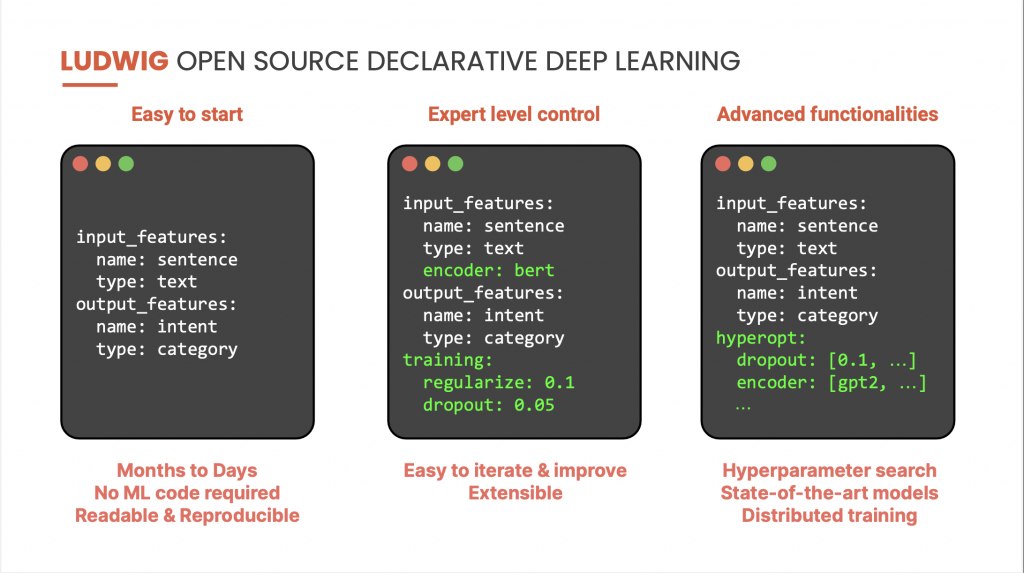 LUDWIG OPEN SOURCE DECLARATIVE DEEP LEARNING
Easy to start
input_features:
  name: sentence
  type: text
output_features:
  name: intent
  type: category
Months to Days
No ML code required
Readable & Reproducible
Expert level control
input_features:
  name: sentence
  type: text
  encoder: bert
output_features:
  name: intent
  type: category
training:
  regularize: 0.1
  dropout: 0.05
Easy to iterate & improve
Extensible
Advanced functionalities
input_features:
  name: sentence
  type: text
output_features:
  name: intent
  type: category
hyperopt:
  dropout: [0.1, …]
  encoder: [gpt2, …]
  …
Hyperparameter search
State-of-the-art models
Distributed training